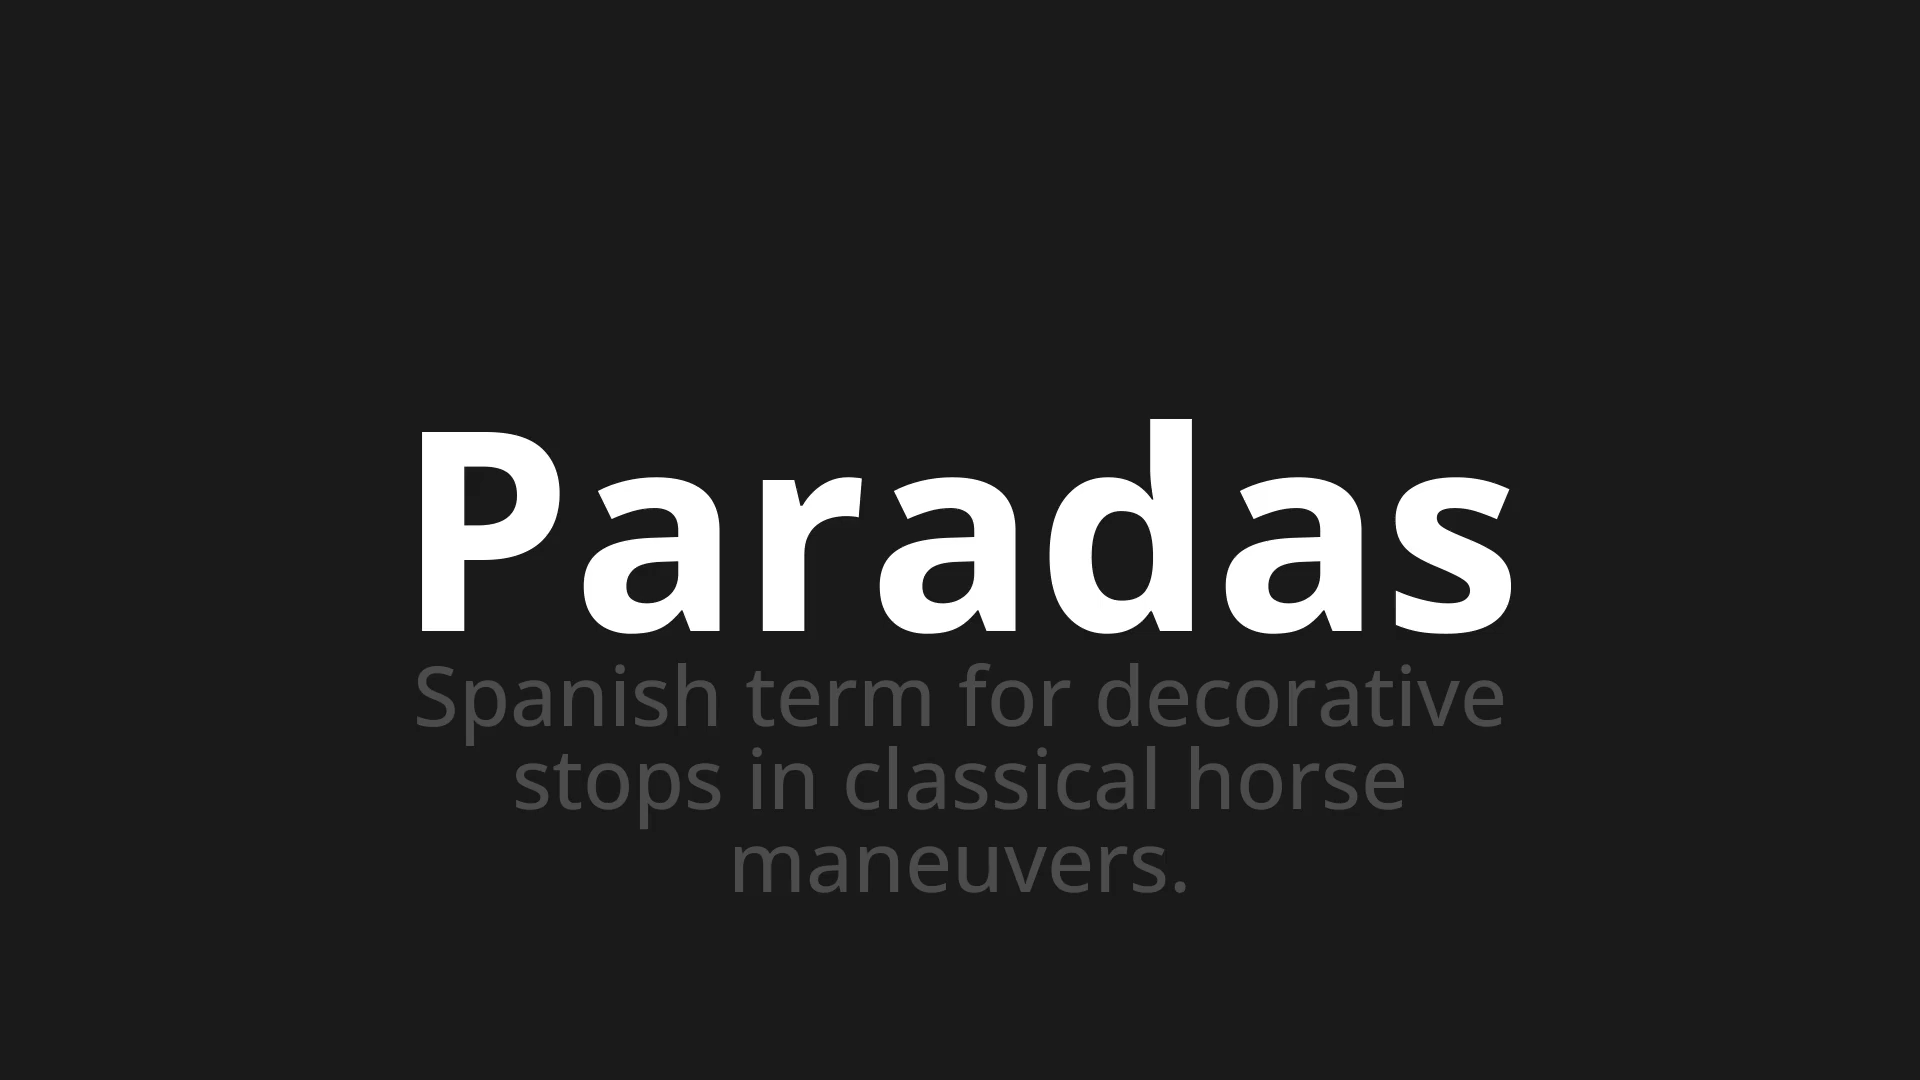 Paradas
Spanish term for decorative
stops in classical horse
maneuvers.